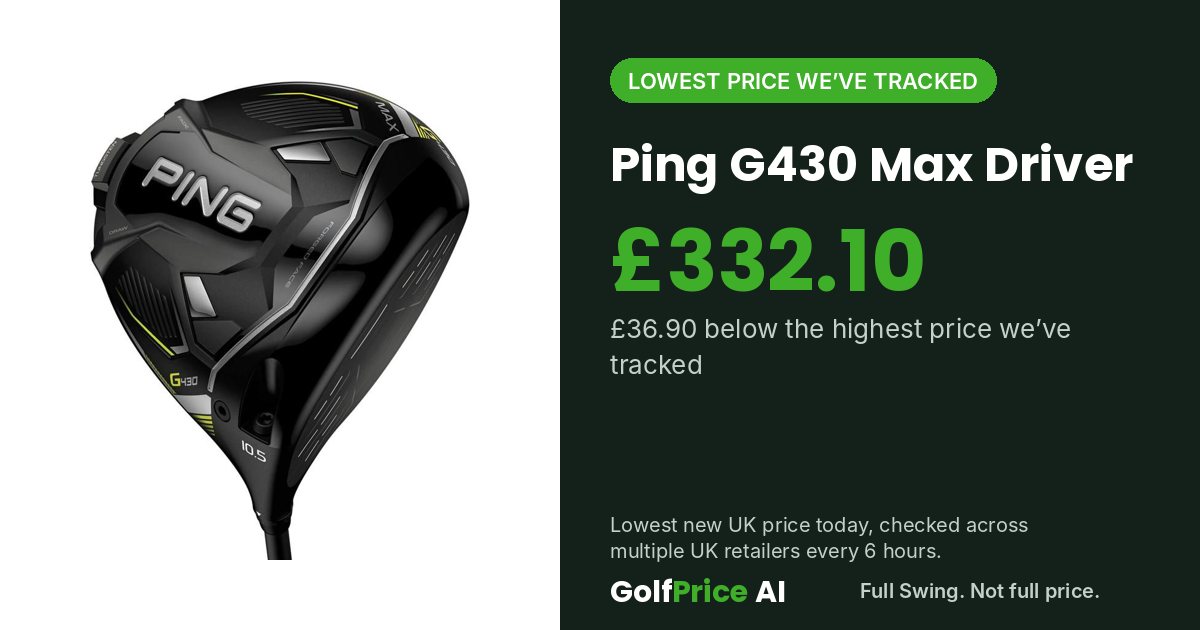 LOWEST PRICE WE’VE TRACKED
Ping G430 Max Driver
£332.10
£36.90 below the highest price we’ve
tracked
Lowest new UK price today, checked across
multiple UK retailers every 6 hours.
GolfPrice AI
Full Swing. Not full price.
MAX
PING
FORGED FACE
G430
10.5